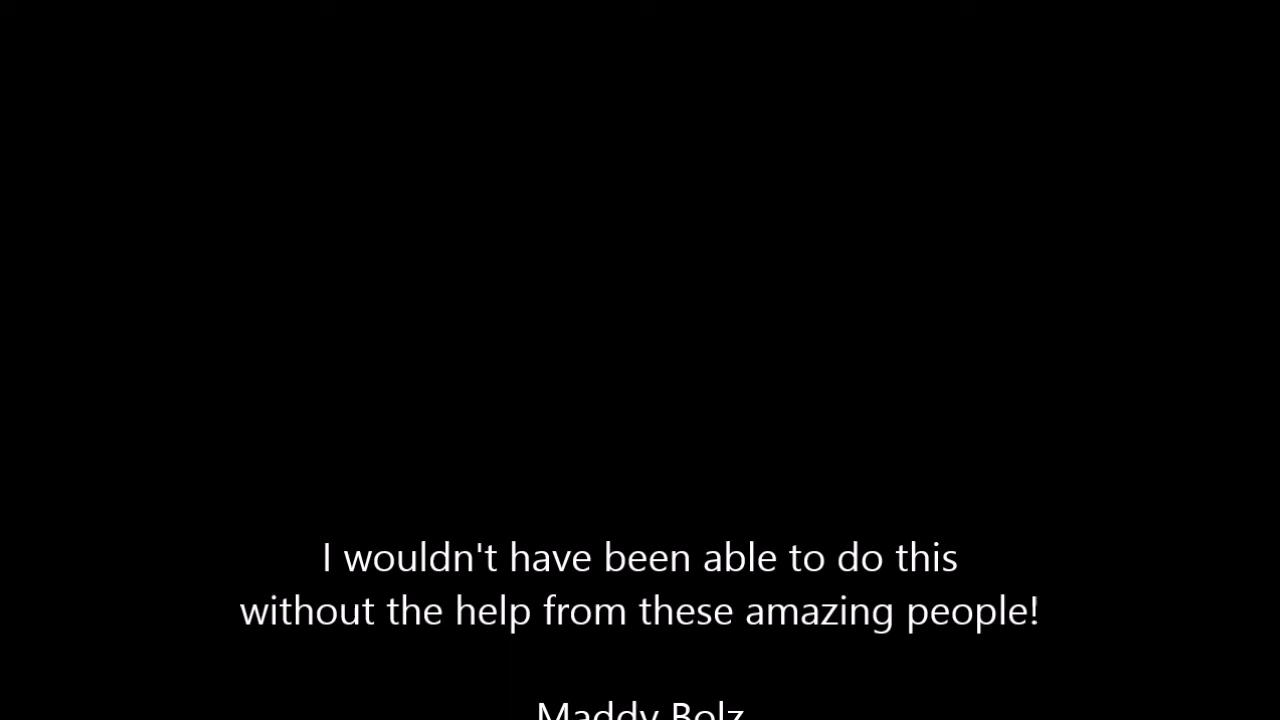 I wouldn't have been able to do this
without the help from these amazing people!
Maddy Bolz